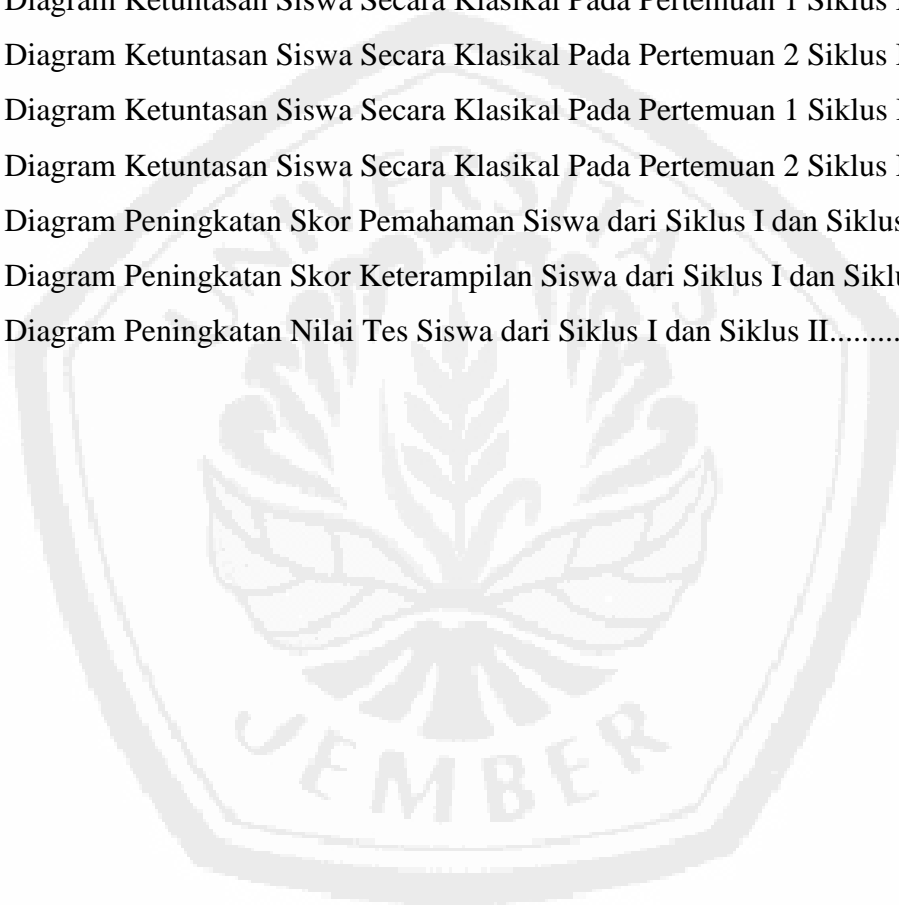 Diagram Ketuntasan Siswa Secara Klasikal Pada Pertemuan 1 Siklus
Diagram Ketuntasan Siswa Secara Klasikal Pada Pertemuan 2 Siklus
Diagram Ketuntasan Siswa Secara Klasikal Pada Pertemuan 1 Siklus
Diagram Ketuntasan Siswa Secara Klasikal Pada Pertemuan 2 Siklus
Diagram Peningkatan Skor Pemahaman Siswa dari Siklus I dan Siklus
Diagram Peningkatan Skor Keterampilan Siswa dari Siklus I dan
Diagram Peningkatan Nilai Tes Siswa dari Siklus I dan Siklus II.........
UNIVERSITAS
JEMBER